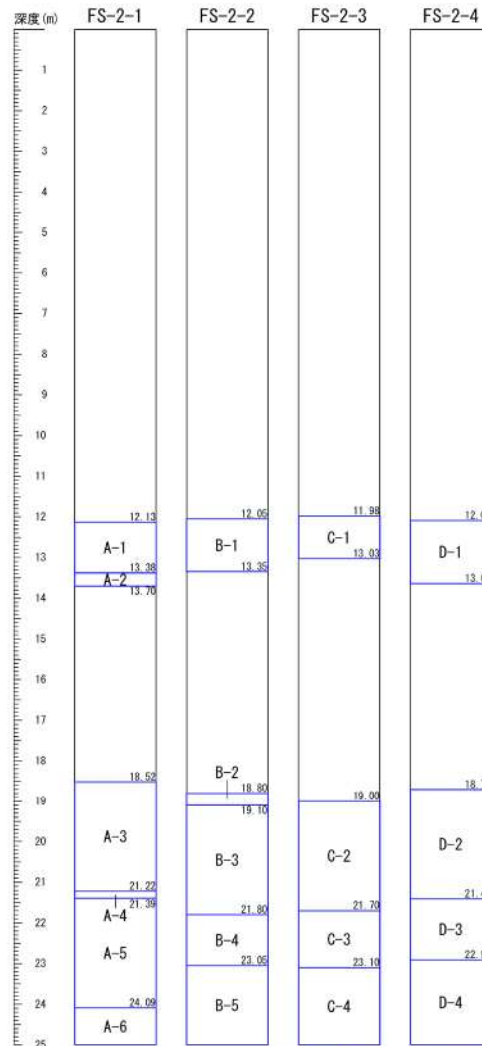 深度(m) FS-2-1 FS-2-2 FS-2-3 FS-2-4
1
2
3
4
5
6
7
8
9
10
11
11.98
12 12.13 12.05
A-1 B-1 C-1 D-1
13 13.38 13.35 13.03
A-2
13.70
14
15
16
17
18
B-2
18.52 18.80
19 19.10 19.00
20
A-3 B-3 C-2 D-2
21 21.22
21.39
A-4
21.80 21.70
22
A-5 B-4 C-3 D-3
23 23.05 23.10
24 24.09
B-5 C-4 D-4
A-6
25